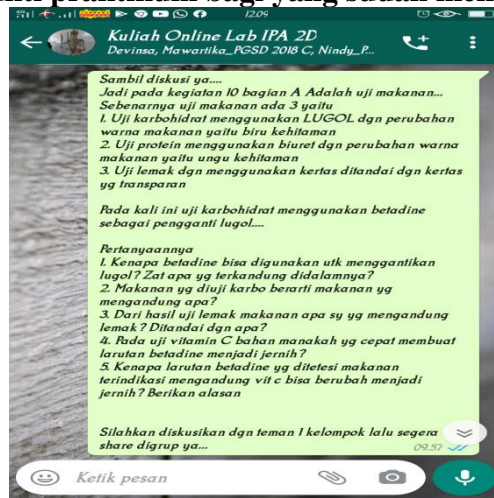 12.09
Kuliah Online Lab IPA 2D
Devinsa, Mawartika_PGSD 2018 C, Nindy_P...
Sambil diskusi ya....
Jadi pada kegiatan 10 bagian A Adalah uji makanan...
Sebenarnya uji makanan ada 3 yaitu
1. Uji karbohidrat menggunakan LUGOL dgn perubahan
warna makanan yaitu biru kehitaman
2. Uji protein menggunakan biuret dgn perubahan warna
makanan yaitu ungu kehitaman
3. Uji lemak dgn menggunakan kertas ditandai dgn kertas
yg transparan
Pada kali ini uji karbohidrat menggunakan betadine
sebagai pengganti lugol....
Pertanyaannya
1. Kenapa betadine bisa digunakan utk menggantikan
lugol? Zat apa yg terkandung didalamnya?
2. Makanan yg diuji karbo berarti makanan yg
mengandung apa?
3. Dari hasil uji lemak makanan apa sy yg mengandung
lemak? Ditandai dgn apa?
4. Pada uji vitamin C bahan manakah yg cepat membuat
larutan betadine menjadi jernih?
5. Kenapa larutan betadine yg ditetesi makanan
terindikasi mengandung vit c bisa berubah menjadi
jernih? Berikan alasan
Silahkan diskusikan dgn teman 1 kelompok lalu segera
share digrup ya...
09.57
Ketik pesan